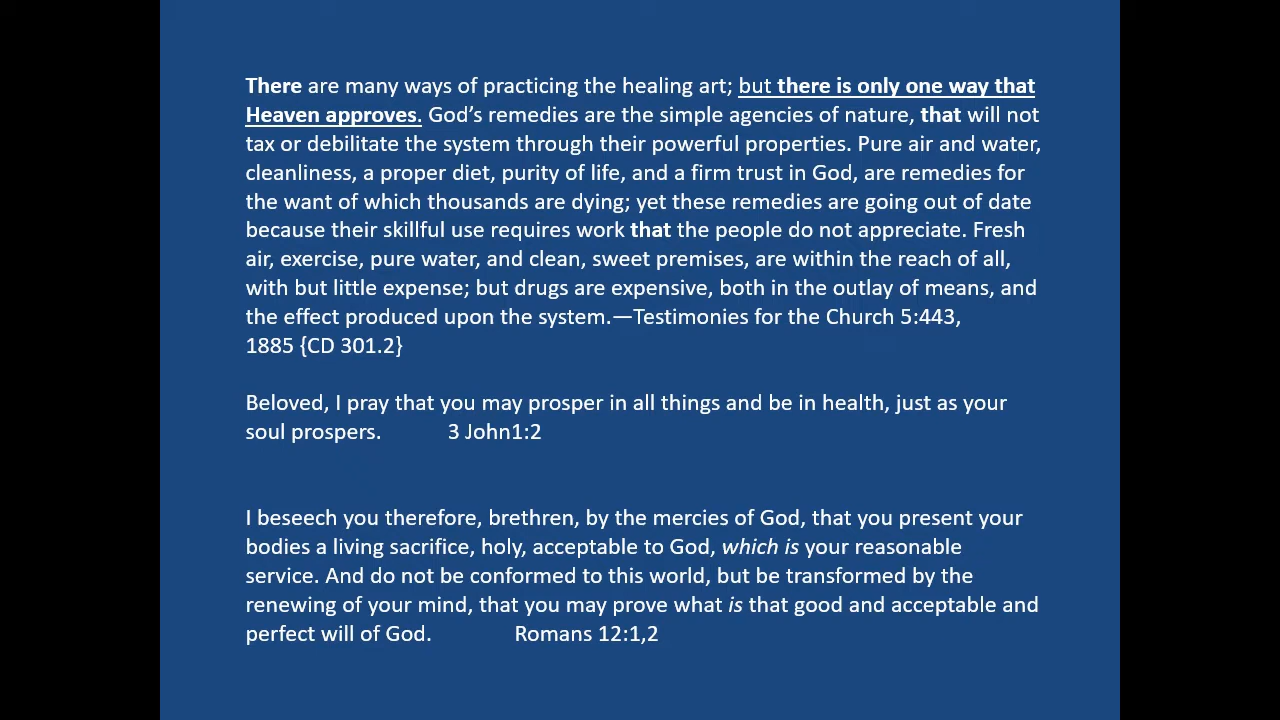 There are many ways of practicing the healing art; but there is only one way that
Heaven approves. God’s remedies are the simple agencies of nature, that will not
tax or debilitate the system through their powerful properties. Pure air and water,
cleanliness, a proper diet, purity of life, and a firm trust in God, are remedies for
the want of which thousands are dying; yet these remedies are going out of date
because their skillful use requires work that the people do not appreciate. Fresh
air, exercise, pure water, and clean, sweet premises, are within the reach of all,
with but little expense; but drugs are expensive, both in the outlay of means, and
the effect produced upon the system.—Testimonies for the Church 5:443,
1885 {CD 301.2}
Beloved, I pray that you may prosper in all things and be in health, just as your
soul prospers. 3 John1:2
I beseech you therefore, brethren, by the mercies of God, that you present your
bodies a living sacrifice, holy, acceptable to God, which is your reasonable
service. And do not be conformed to this world, but be transformed by the
renewing of your mind, that you may prove what is that good and acceptable and
perfect will of God. Romans 12:1,2